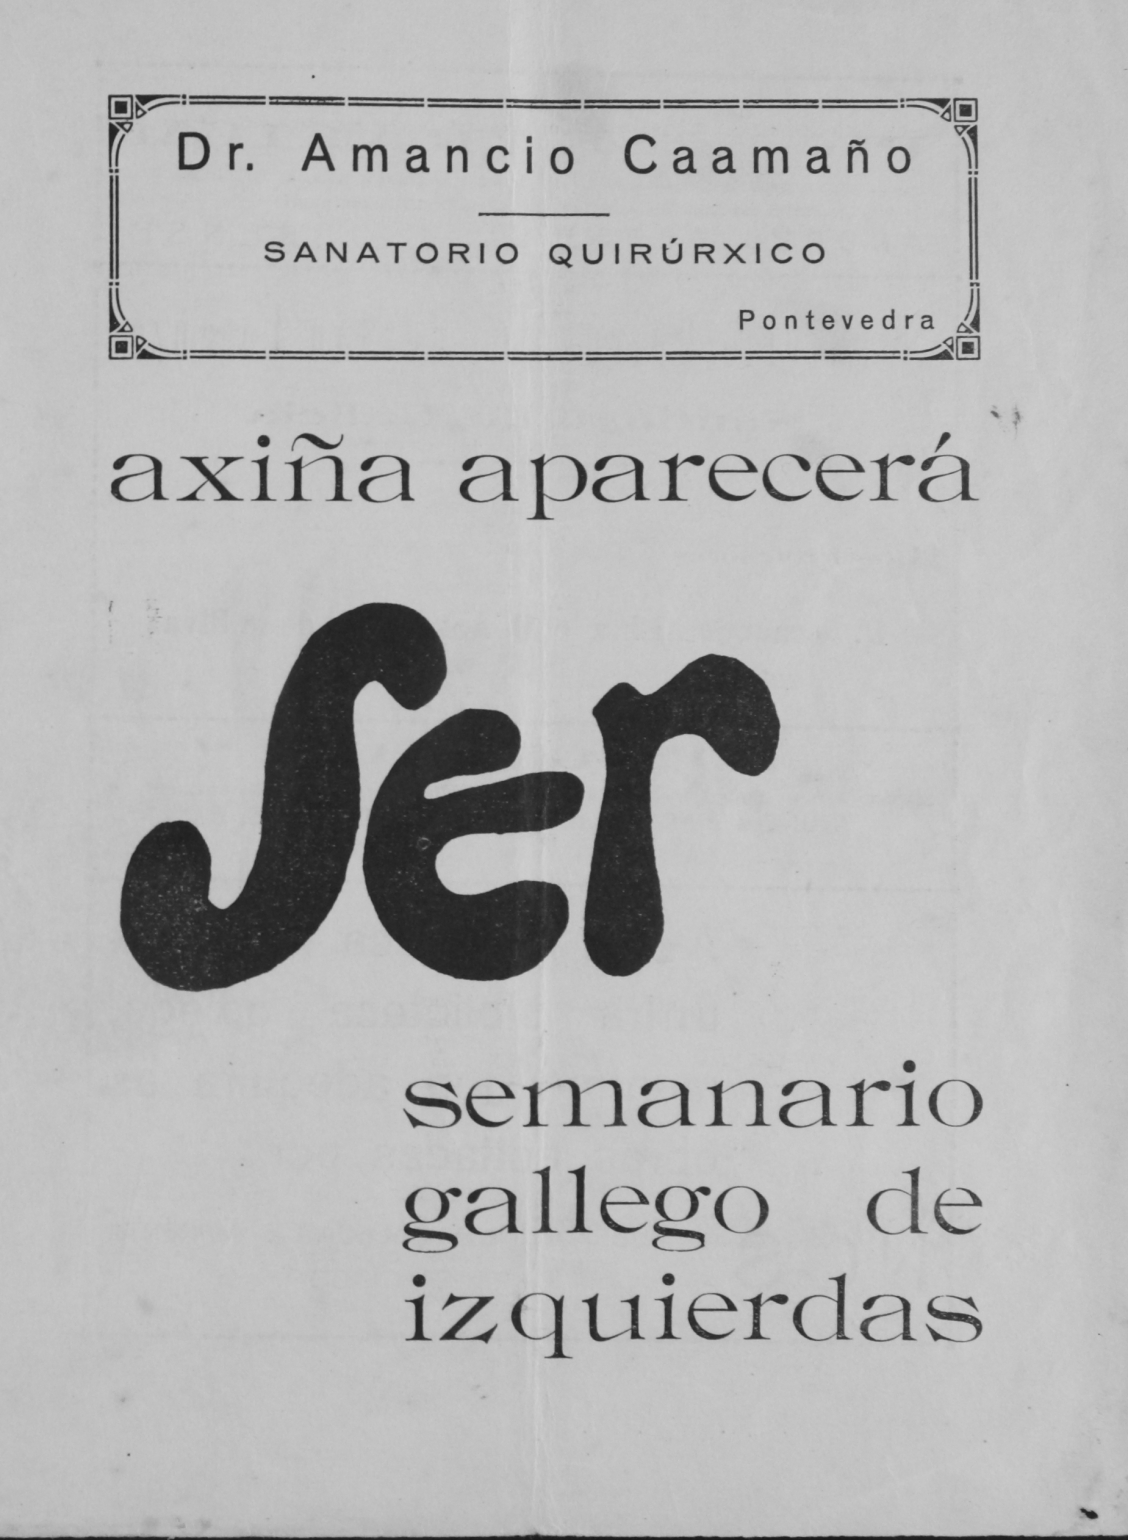 Dr. Amancio Caamaño
SANATORIO QUIRÚRXICO
Pontevedra
axiña aparecerá
Ser
semanario
gallego de
izquierdas